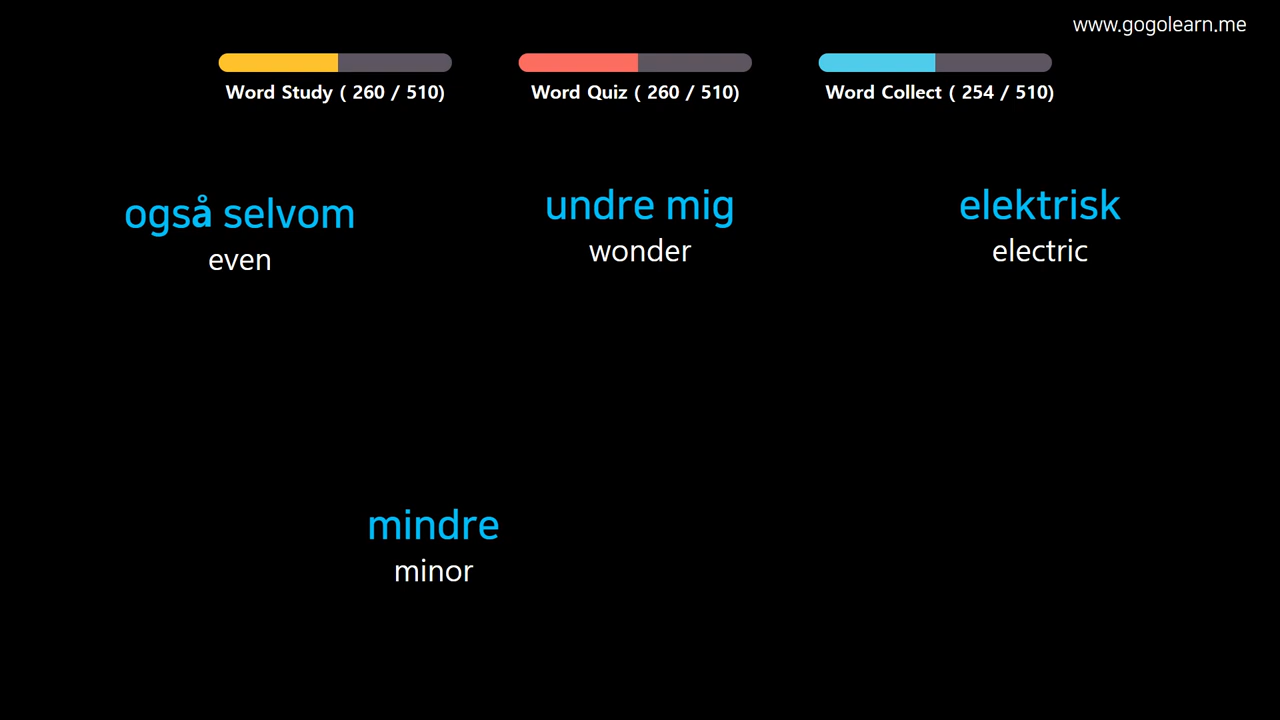 www.gogolearn.me
Word Study ( 260 / 510)
Word Quiz ( 260 / 510)
Word Collect ( 254 / 510)
også selvom
even
undre mig
wonder
elektrisk
electric
mindre
minor